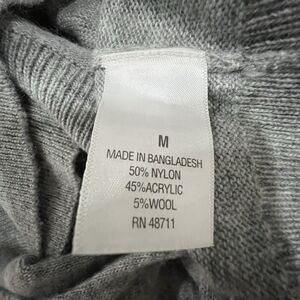 M
MADE IN BANGLADESH
50% NYLON
45%ACRYLIC
5%WOOL
RN 48711